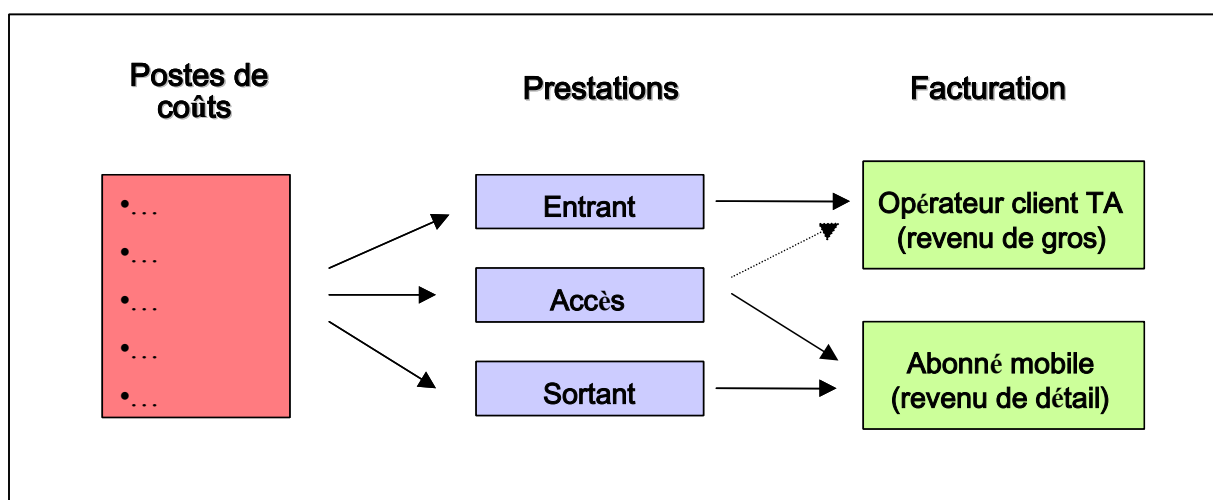 Postes de
coûts
Prestations
Facturation
•...
•...
•...
•...
•...
Entrant
Accès
Sortant
Opérateur client TA
(revenu de gros)
Abonné mobile
(revenu de détail)